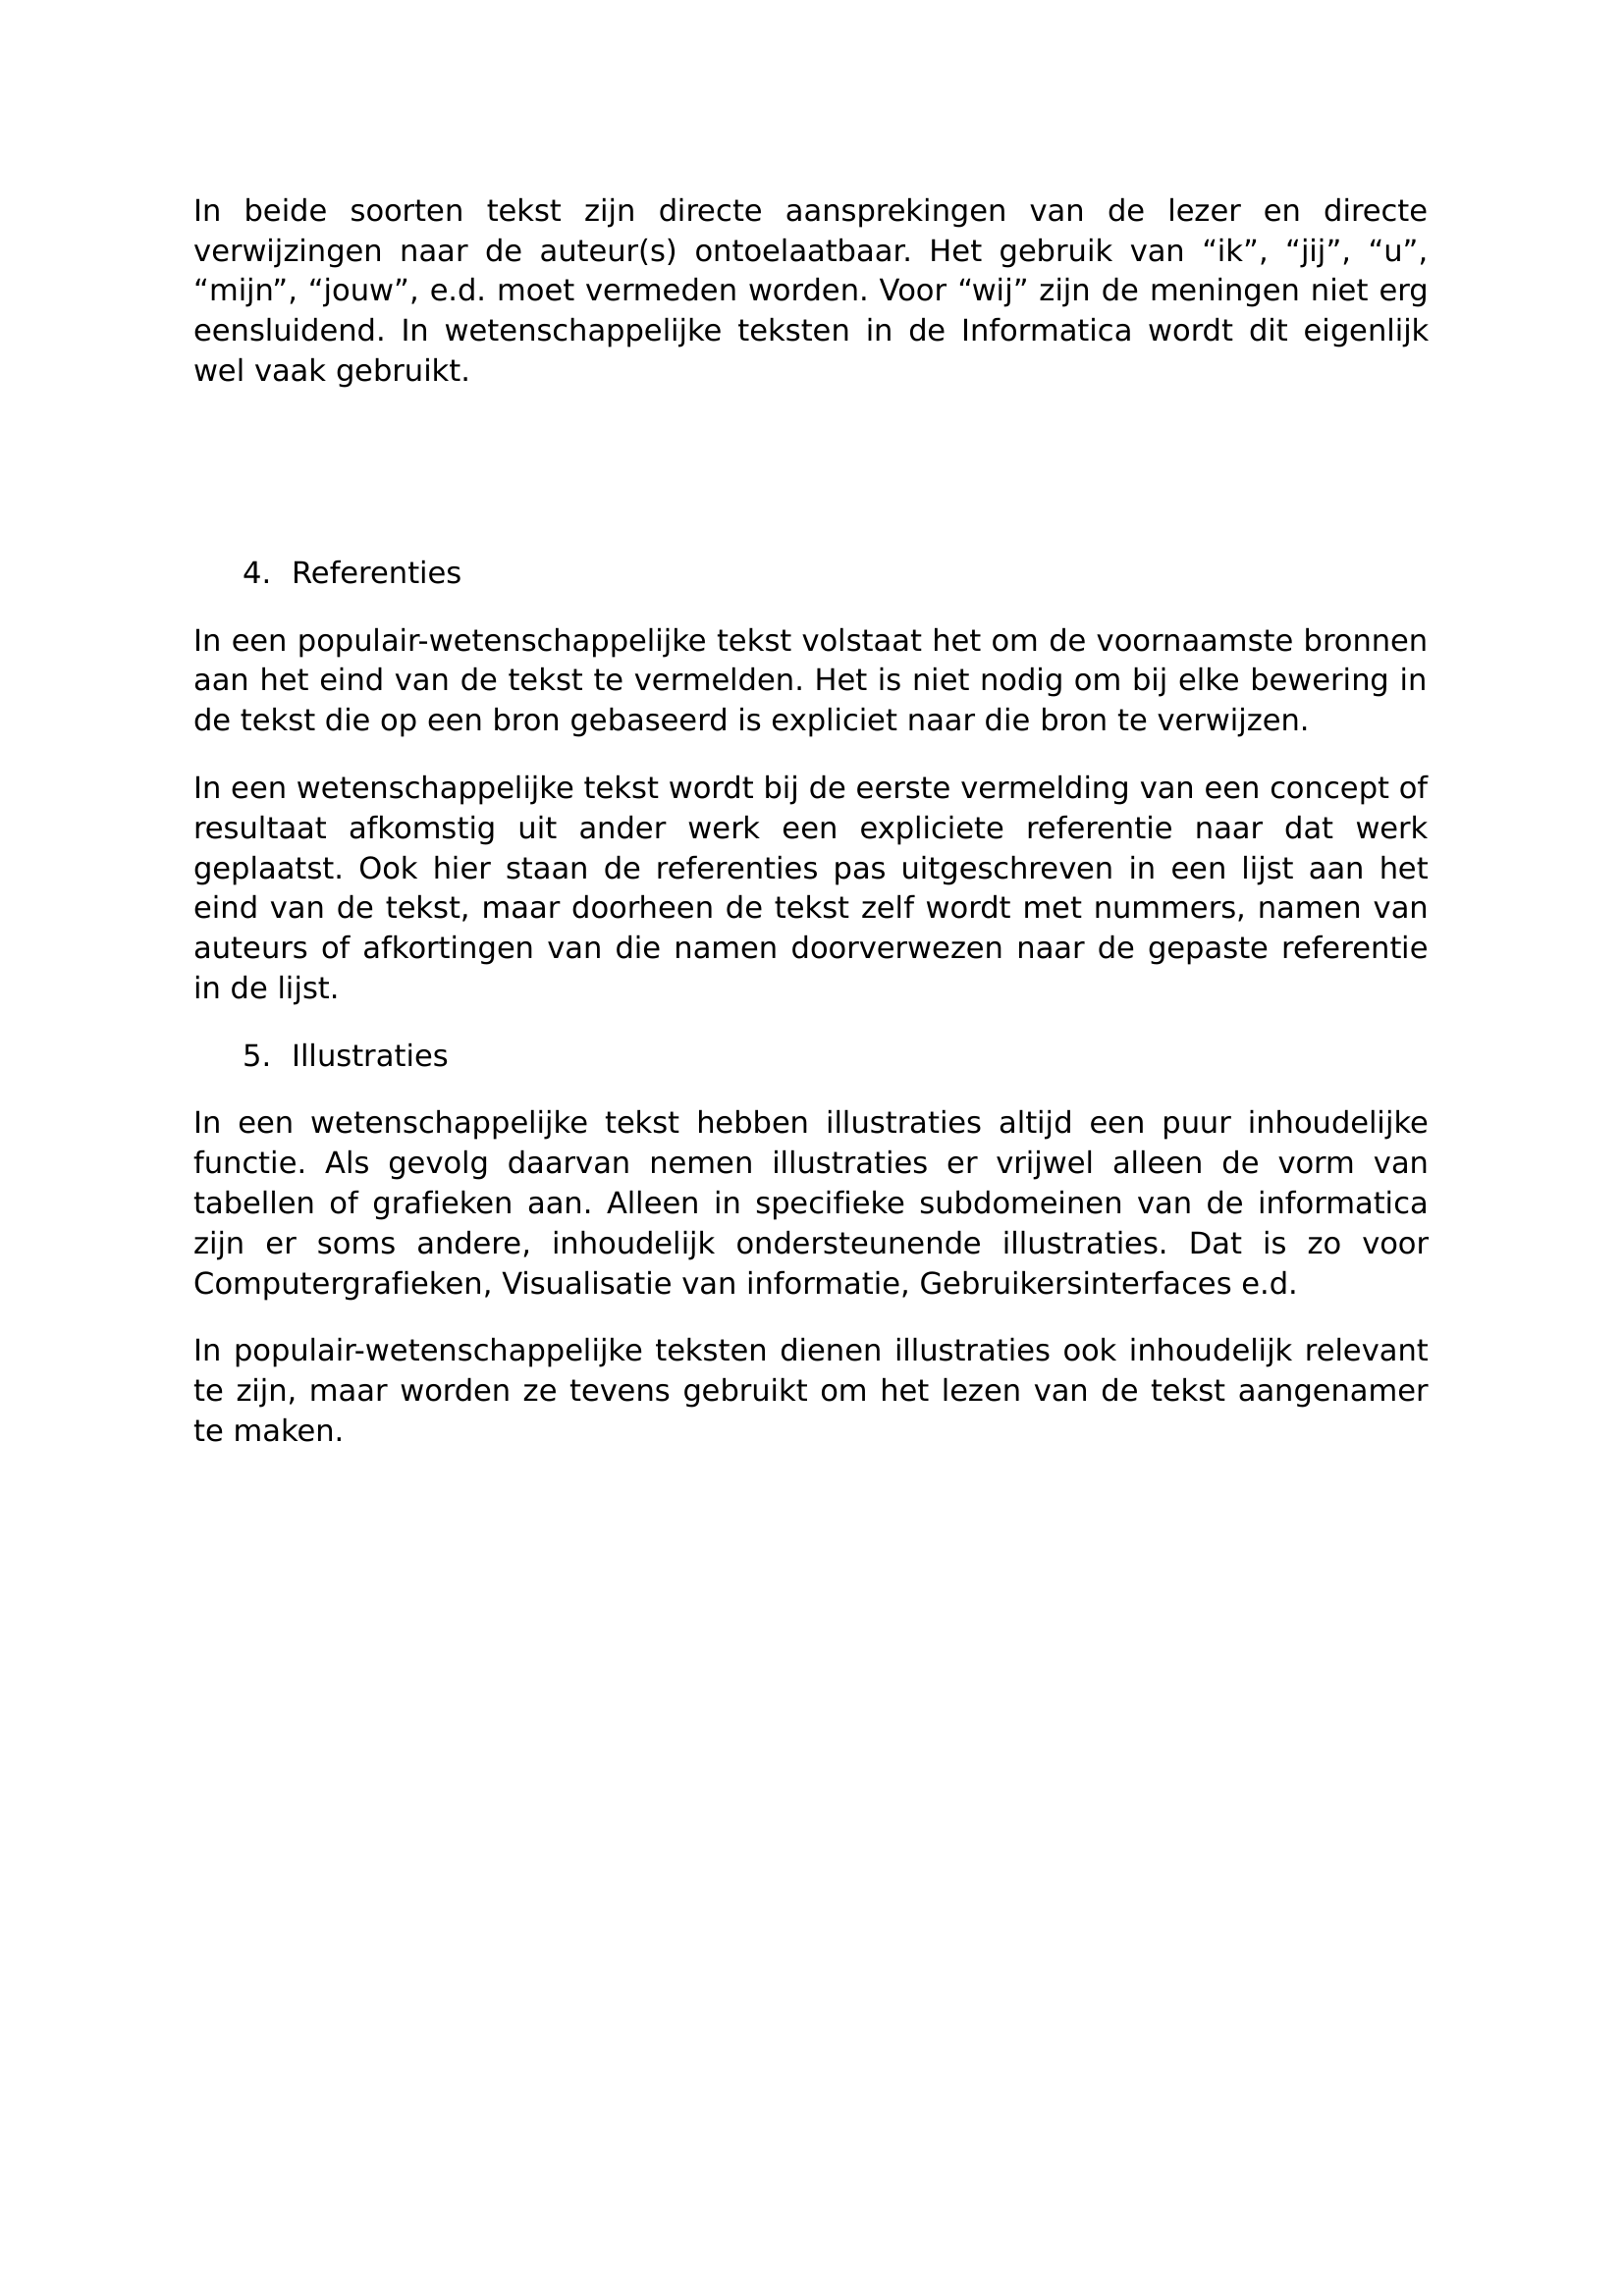 In beide soorten tekst zijn directe aansprekingen van de lezer en directe
verwijzingen naar de auteur(s) ontoelaatbaar. Het gebruik van “ik”, “jij”, “u”,
“mijn”, “jouw”, e.d. moet vermeden worden. Voor “wij” zijn de meningen niet erg
eensluidend. In wetenschappelijke teksten in de Informatica wordt dit eigenlijk
wel vaak gebruikt.
4. Referenties
In een populair-wetenschappelijke tekst volstaat het om de voornaamste bronnen
aan het eind van de tekst te vermelden. Het is niet nodig om bij elke bewering in
de tekst die op een bron gebaseerd is expliciet naar die bron te verwijzen.
In een wetenschappelijke tekst wordt bij de eerste vermelding van een concept of
resultaat afkomstig uit ander werk een expliciete referentie naar dat werk
geplaatst. Ook hier staan de referenties pas uitgeschreven in een lijst aan het
eind van de tekst, maar doorheen de tekst zelf wordt met nummers, namen van
auteurs of afkortingen van die namen doorverwezen naar de gepaste referentie
in de lijst.
5. Illustraties
In een wetenschappelijke tekst hebben illustraties altijd een puur inhoudelijke
functie. Als gevolg daarvan nemen illustraties er vrijwel alleen de vorm van
tabellen of grafieken aan. Alleen in specifieke subdomeinen van de informatica
zijn er soms andere, inhoudelijk ondersteunende illustraties. Dat is zo voor
Computergrafieken, Visualisatie van informatie, Gebruikersinterfaces e.d.
In populair-wetenschappelijke teksten dienen illustraties ook inhoudelijk relevant
te zijn, maar worden ze tevens gebruikt om het lezen van de tekst aangenamer
te maken.